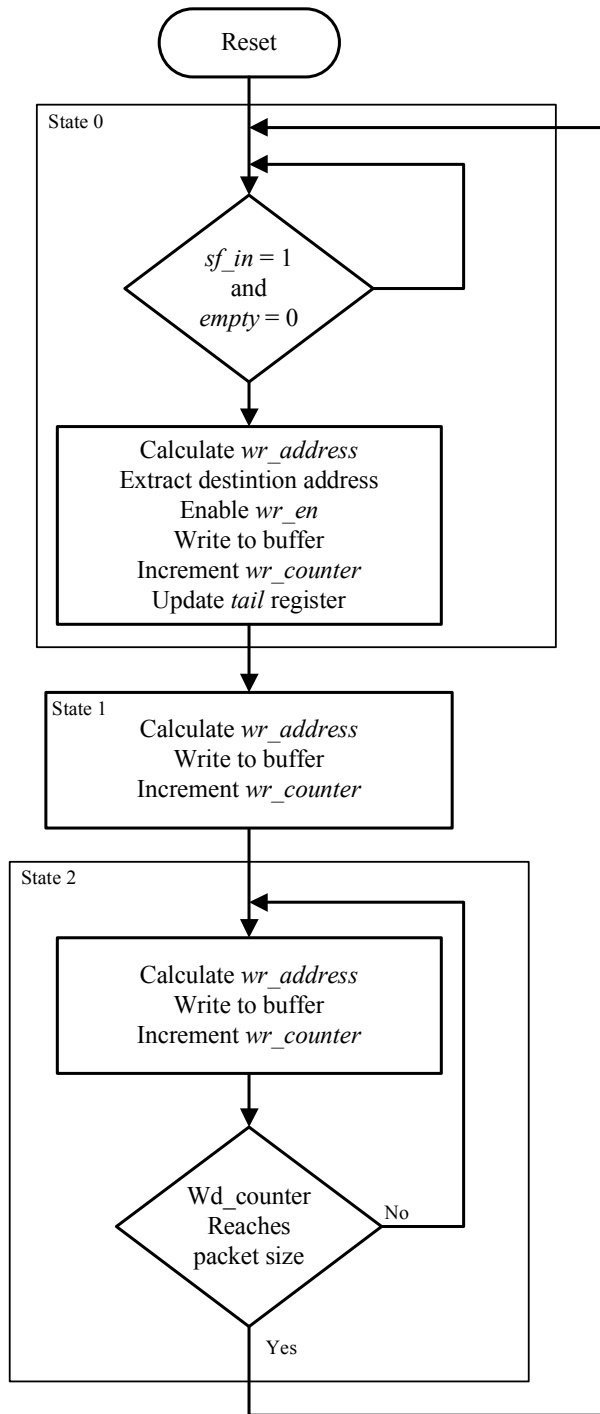 Reset
State 0
sf_in = 1
and
empty = 0
Calculate wr_address
Extract destintion address
Enable wr_en
Write to buffer
Increment wr_counter
Update tail register
State 1
Calculate wr_address
Write to buffer
Increment wr_counter
State 2
Calculate wr_address
Write to buffer
Increment wr_counter
Wd_counter
Reaches
packet size
No
Yes